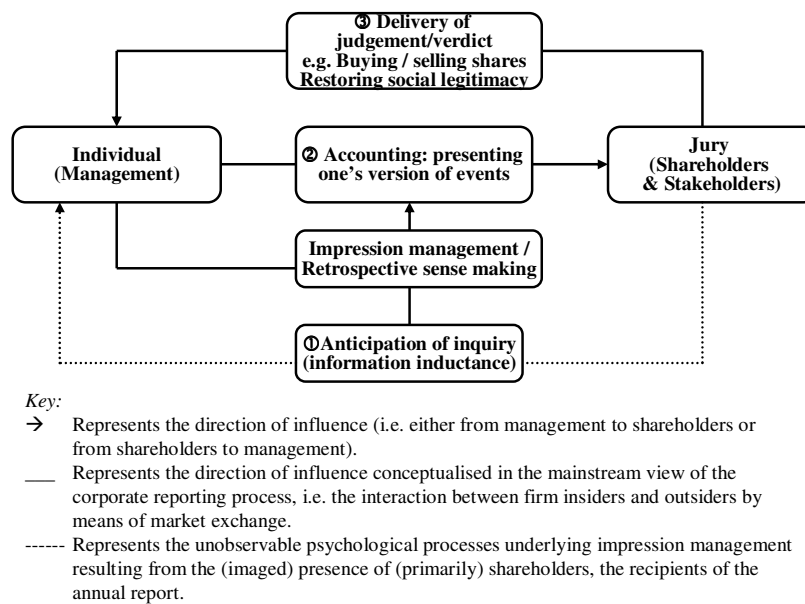 ③ Delivery of
judgement/verdict
e.g. Buying / selling shares
Restoring social legitimacy
Individual
(Management)
② Accounting: presenting
one's version of events
Jury
(Shareholders
& Stakeholders)
Impression management /
Retrospective sense making
①Anticipation of inquiry
(information inductance)
Key:
→ Represents the direction of influence (i.e. either from management to shareholders or
from shareholders to management).
___ Represents the direction of influence conceptualised in the mainstream view of the
corporate reporting process, i.e. the interaction between firm insiders and outsiders by
means of market exchange.
------ Represents the unobservable psychological processes underlying impression management
resulting from the (imaged) presence of (primarily) shareholders, the recipients of the
annual report.